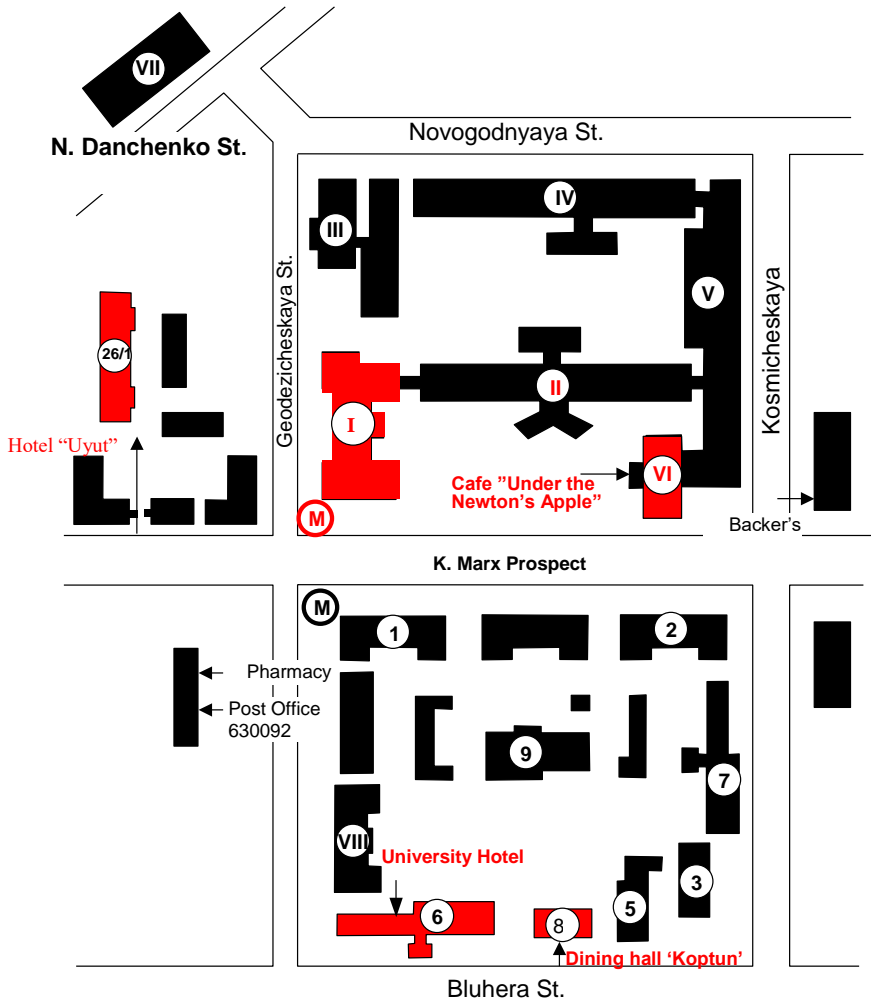 VII
Novogodnyaya St.
N. Danchenko St.
IV
III
Geodezicheskaya St.
V
Kosmicheskaya
26/1
II
I
Hotel “Uyut”
Cafe ”Under the
Newton’s Apple”
VI
M
Backer's
K. Marx Prospect
M
1
2
Pharmacy
Post Office
630092
9
7
VIII
University Hotel
3
5
6
8
Dining hall ‘Koptun’
Bluhera St.